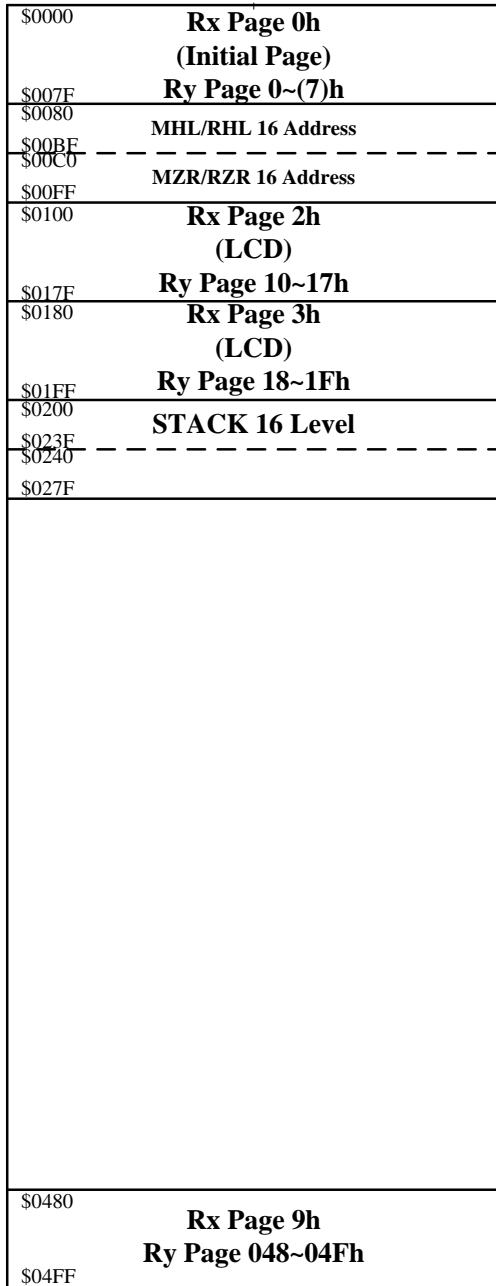 $0000
Rx Page 0h
(Initial Page)
Ry Page 0~(7)h
$007F
$0080
MHL/RHL 16 Address
$00BF
$00C0
MZR/RZR 16 Address
$00FF
$0100
Rx Page 2h
(LCD)
Ry Page 10~17h
$017F
$0180
Rx Page 3h
(LCD)
Ry Page 18~1Fh
$01FF
$0200
STACK 16 Level
$023F
$0240
$027F
$0480
Rx Page 9h
Ry Page 048~04Fh
$04FF